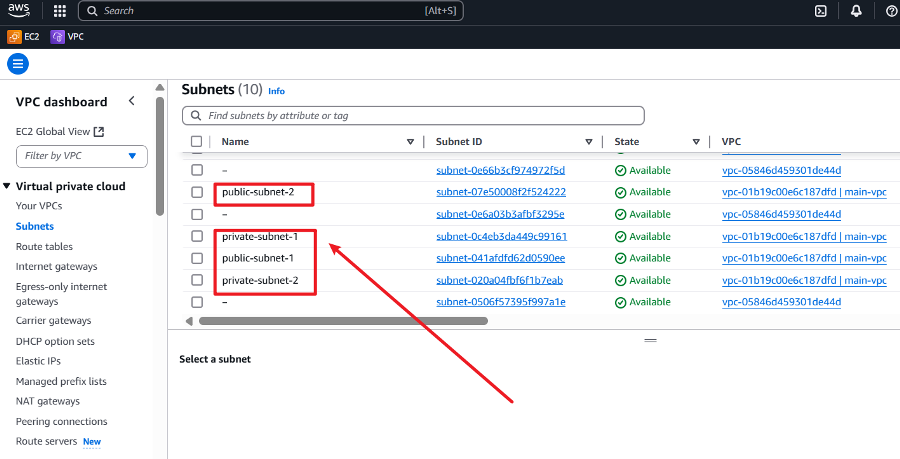 aws
Search
[Alt+S]
EC2
VPC
VPC dashboard
EC2 Global View
Filter by VPC
Virtual private cloud
Your VPCs
Subnets
Route tables
Internet gateways
Egress-only internet
gateways
Carrier gateways
DHCP option sets
Elastic IPs
Managed prefix lists
NAT gateways
Peering connections
Route servers New
Subnets (10) Info
Find subnets by attribute or tag
Name Subnet ID State VPC
– subnet-0e66b3cf974972f5d Available vpc-05846d459301de44d
public-subnet-2 subnet-07e50008f2f524222 Available vpc-01b19c00e6c187dfd | main-vpc
– subnet-0e6a03b3afbf3295e Available vpc-05846d459301de44d
private-subnet-1 subnet-0c4eb3da449c99161 Available vpc-01b19c00e6c187dfd | main-vpc
public-subnet-1 subnet-041afdfd62d0590ee Available vpc-01b19c00e6c187dfd | main-vpc
private-subnet-2 subnet-020a04fbf6f1b7eab Available vpc-01b19c00e6c187dfd | main-vpc
– subnet-0506f57395f997a1e Available vpc-05846d459301de44d
Select a subnet